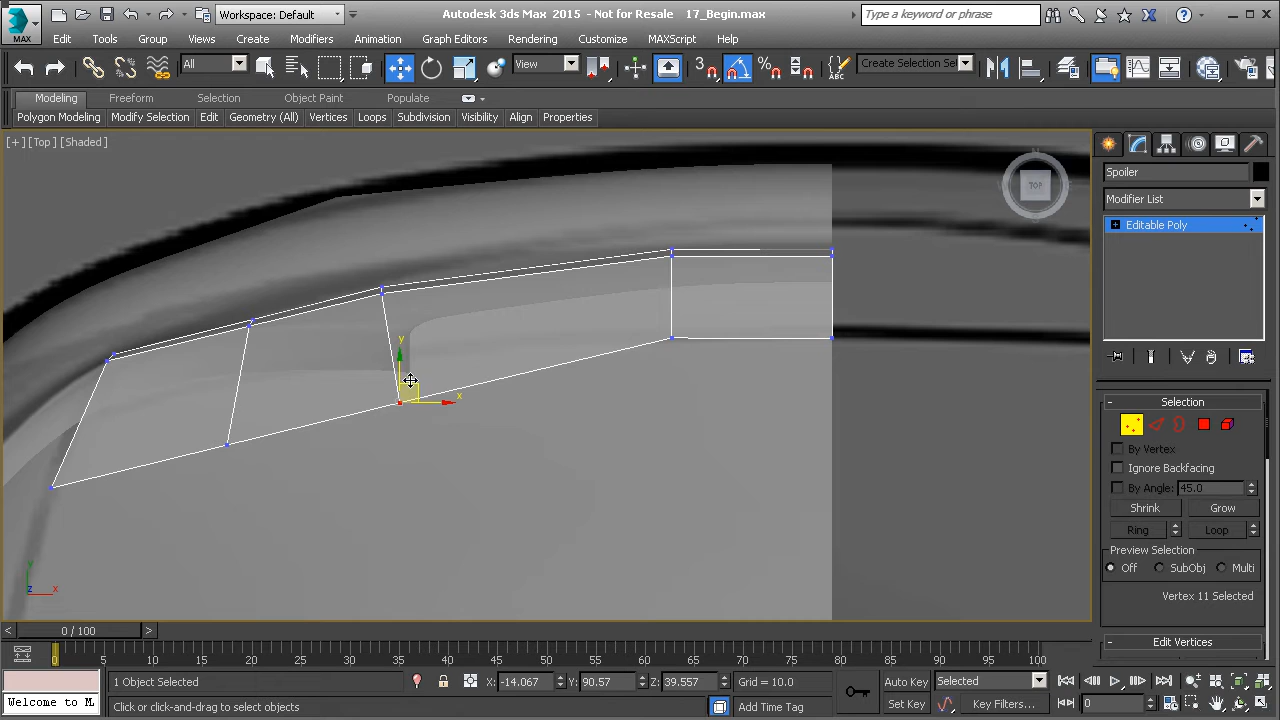 Autodesk 3ds Max 2015 - Not for Resale 17_Begin.max
Workspace: Default
Type a keyword or phrase
MAX
Edit Tools Group Views Create Modifiers Animation Graph Editors Rendering Customize MAXScript Help
All View 3 Create Selection Se
Modeling Freeform Selection Object Paint Populate
Polygon Modeling Modify Selection Edit Geometry (All) Vertices Loops Subdivision Visibility Align Properties
[+] [Top] [Shaded]
TOP
Spoiler
Modifier List
Editable Poly
y
x
Selection
By Vertex
Ignore Backfacing
By Angle: 45.0
Shrink Grow
Ring Loop
Preview Selection
Off SubObj Multi
Vertex 11 Selected
Edit Vertices
y
z x
< 0 / 100 >
0 5 10 15 20 25 30 35 40 45 50 55 60 65 70 75 80 85 90 95 100
1 Object Selected X: -14.067 Y: 90.57 Z: 39.557 Grid = 10.0 Auto Key Selected
Welcome to M Click or click-and-drag to select objects Add Time Tag Set Key Key Filters... 0